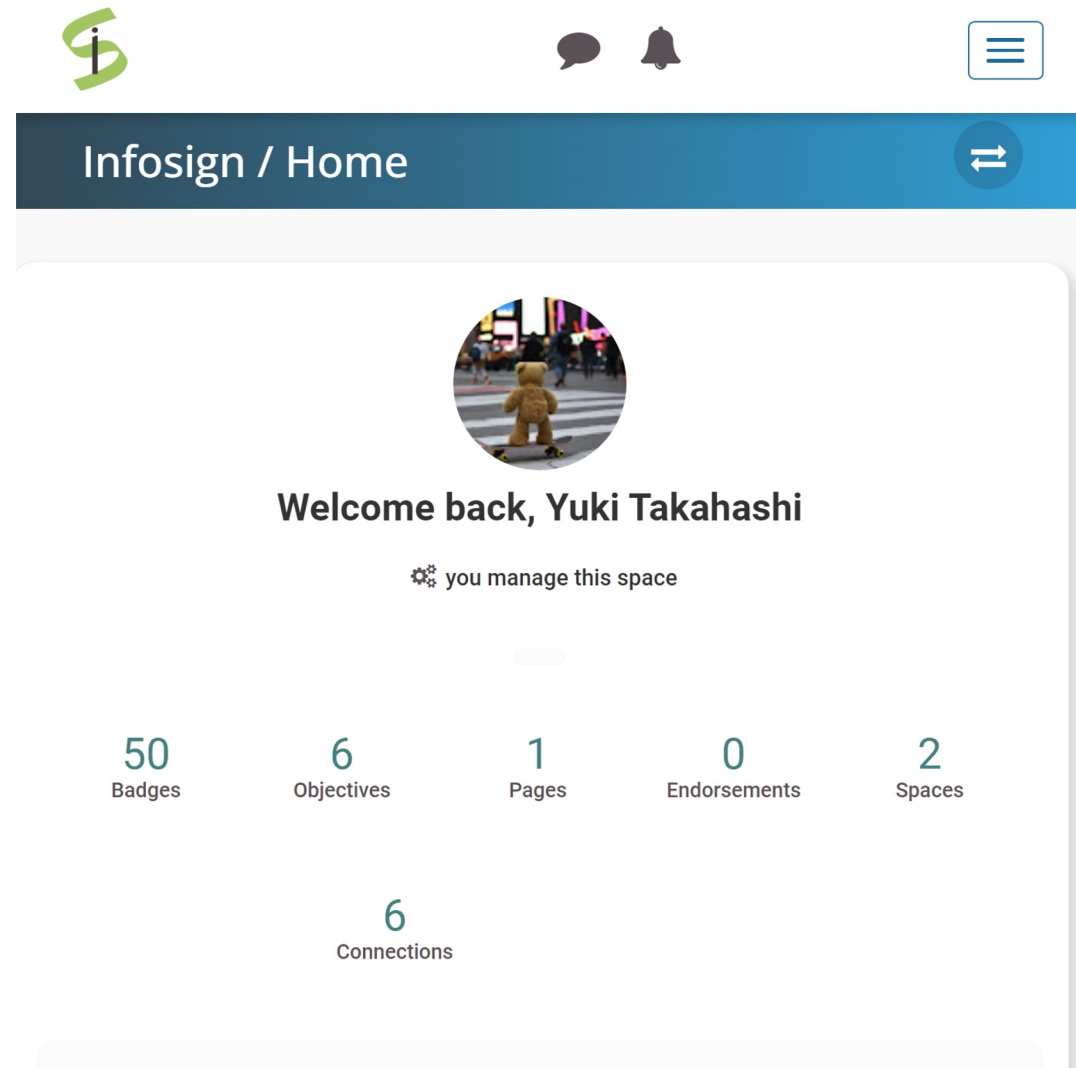 iS
Infosign / Home
Welcome back, Yuki Takahashi
you manage this space
50 6 1 0 2
Badges Objectives Pages Endorsements Spaces
6
Connections